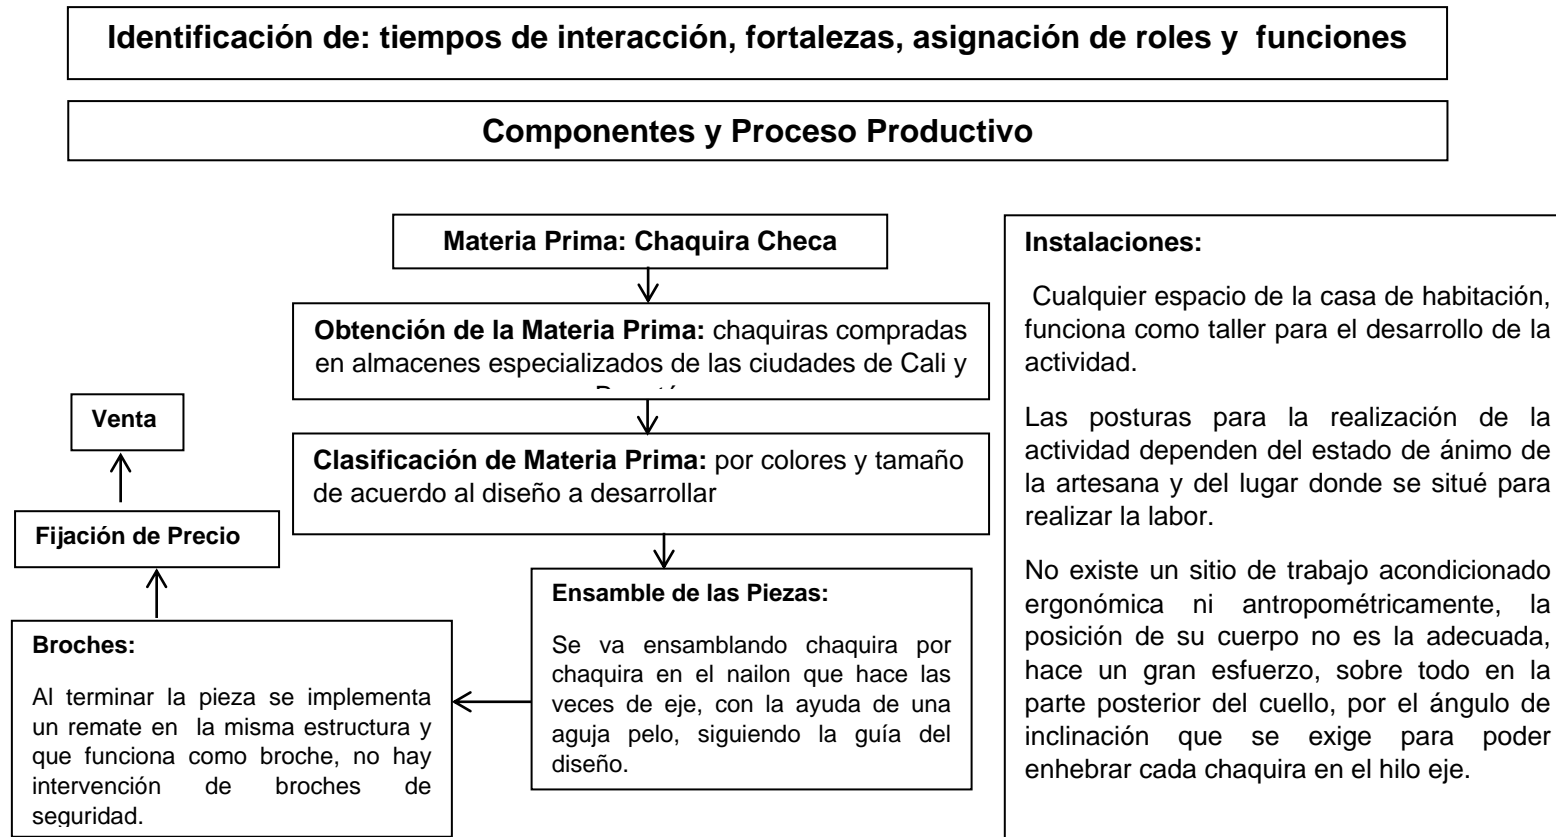 Identificación de: tiempos de interacción, fortalezas, asignación de roles y  funciones
Componentes y Proceso Productivo
Materia Prima: Chaquira Checa
Obtención de la Materia Prima: chaquiras compradas
en almacenes especializados de las ciudades de Cali y
Clasificación de Materia Prima: por colores y tamaño
de acuerdo al diseño a desarrollar
Ensamble de las Piezas:
Se va ensamblando chaquira por
chaquira en el nailon que hace las
veces de eje, con la ayuda de una
aguja pelo, siguiendo la guía del
diseño.
Broches:
Al terminar la pieza se implementa
un remate en  la misma estructura y
que funciona como broche, no hay
intervención de broches de
seguridad.
Fijación de Precio
Venta
Instalaciones:
Cualquier espacio de la casa de habitación,
funciona como taller para el desarrollo de la
actividad.
Las posturas para la realización de la
actividad dependen del estado de ánimo de
la artesana y del lugar donde se situé para
realizar la labor.
No existe un sitio de trabajo acondicionado
ergonómica ni antropométricamente, la
posición de su cuerpo no es la adecuada,
hace un gran esfuerzo, sobre todo en la
parte posterior del cuello, por el ángulo de
inclinación que se exige para poder
enhebrar cada chaquira en el hilo eje.